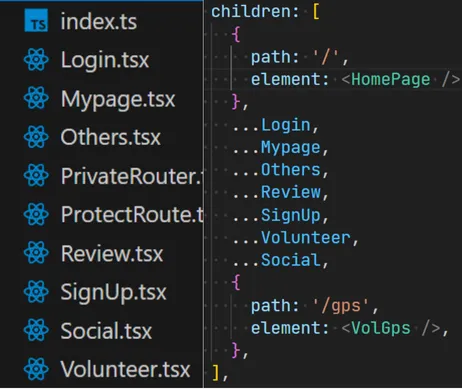 TS index.ts
Login.tsx
Mypage.tsx
Others.tsx
PrivateRouter.
ProtectRoute.t
Review.tsx
SignUp.tsx
Social.tsx
Volunteer.tsx
children: [
{
path: '/',
element: <HomePage />
},
...Login,
...Mypage,
...Others,
...Review,
...SignUp,
...Volunteer,
...Social,
{
path: '/gps',
element: <VolGps />,
},
],